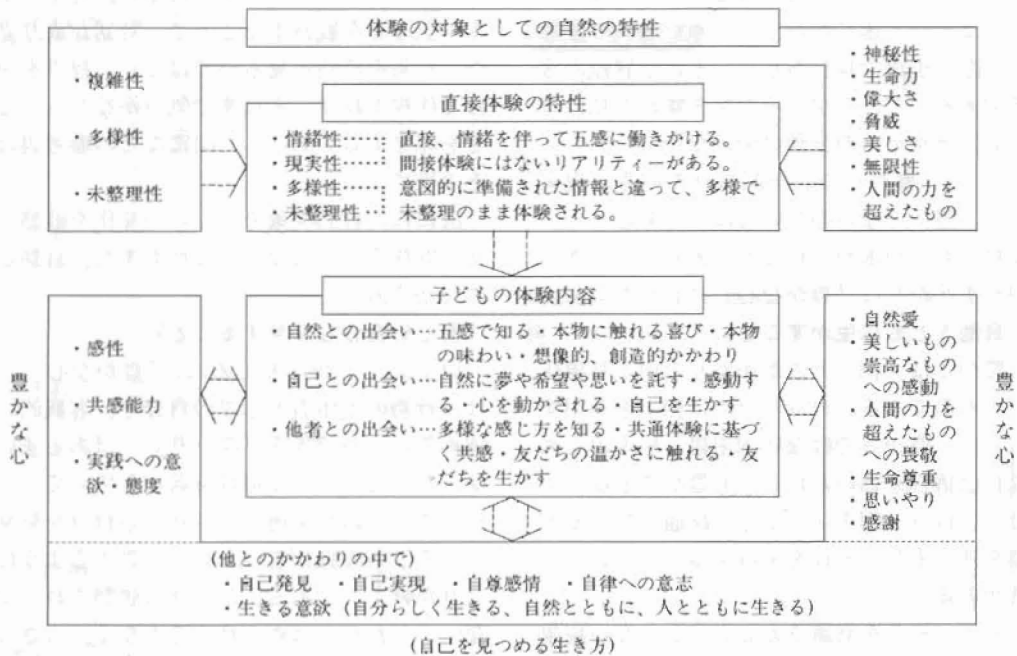 体験の対象としての自然の特性
・複雑性
・多様性
・未整理性
直接体験の特性
・情緒性……直接、情緒を伴って五感に働きかける。
・現実性……間接体験にはないリアリティーがある。
・多様性……意図的に準備された情報と違って、多様で
未整理性…未整理のまま体験される。
・神秘性
・生命力
・偉大さ
・脅威
・美しさ
・無限性
・人間の力を
超えたもの
子どもの体験内容
・自然との出会い…五感で知る・本物に触れる喜び・本物
の味わい・想像的、創造的かかわり
・自己との出会い…自然に夢や希望や思いを託す・感動す
る・心を動かされる・自己を生かす
・他者との出会い…多様な感じ方を知る・共通体験に基づ
く共感・友だちの温かさに触れる・友
だちを生かす
豊かな心
・感性
・共感能力
・実践への意
欲・態度
・自然愛
・美しいもの
崇高なもの
への感動
・人間の力を
超えたもの
への畏敬
・生命尊重
・思いやり
・感謝
豊かな心
(他とのかかわりの中で)
・自己発見 ・自己実現 ・自尊感情 ・自律への意志
・生きる意欲 (自分らしく生きる、自然とともに、人とともに生きる)
(自己を見つめる生き方)